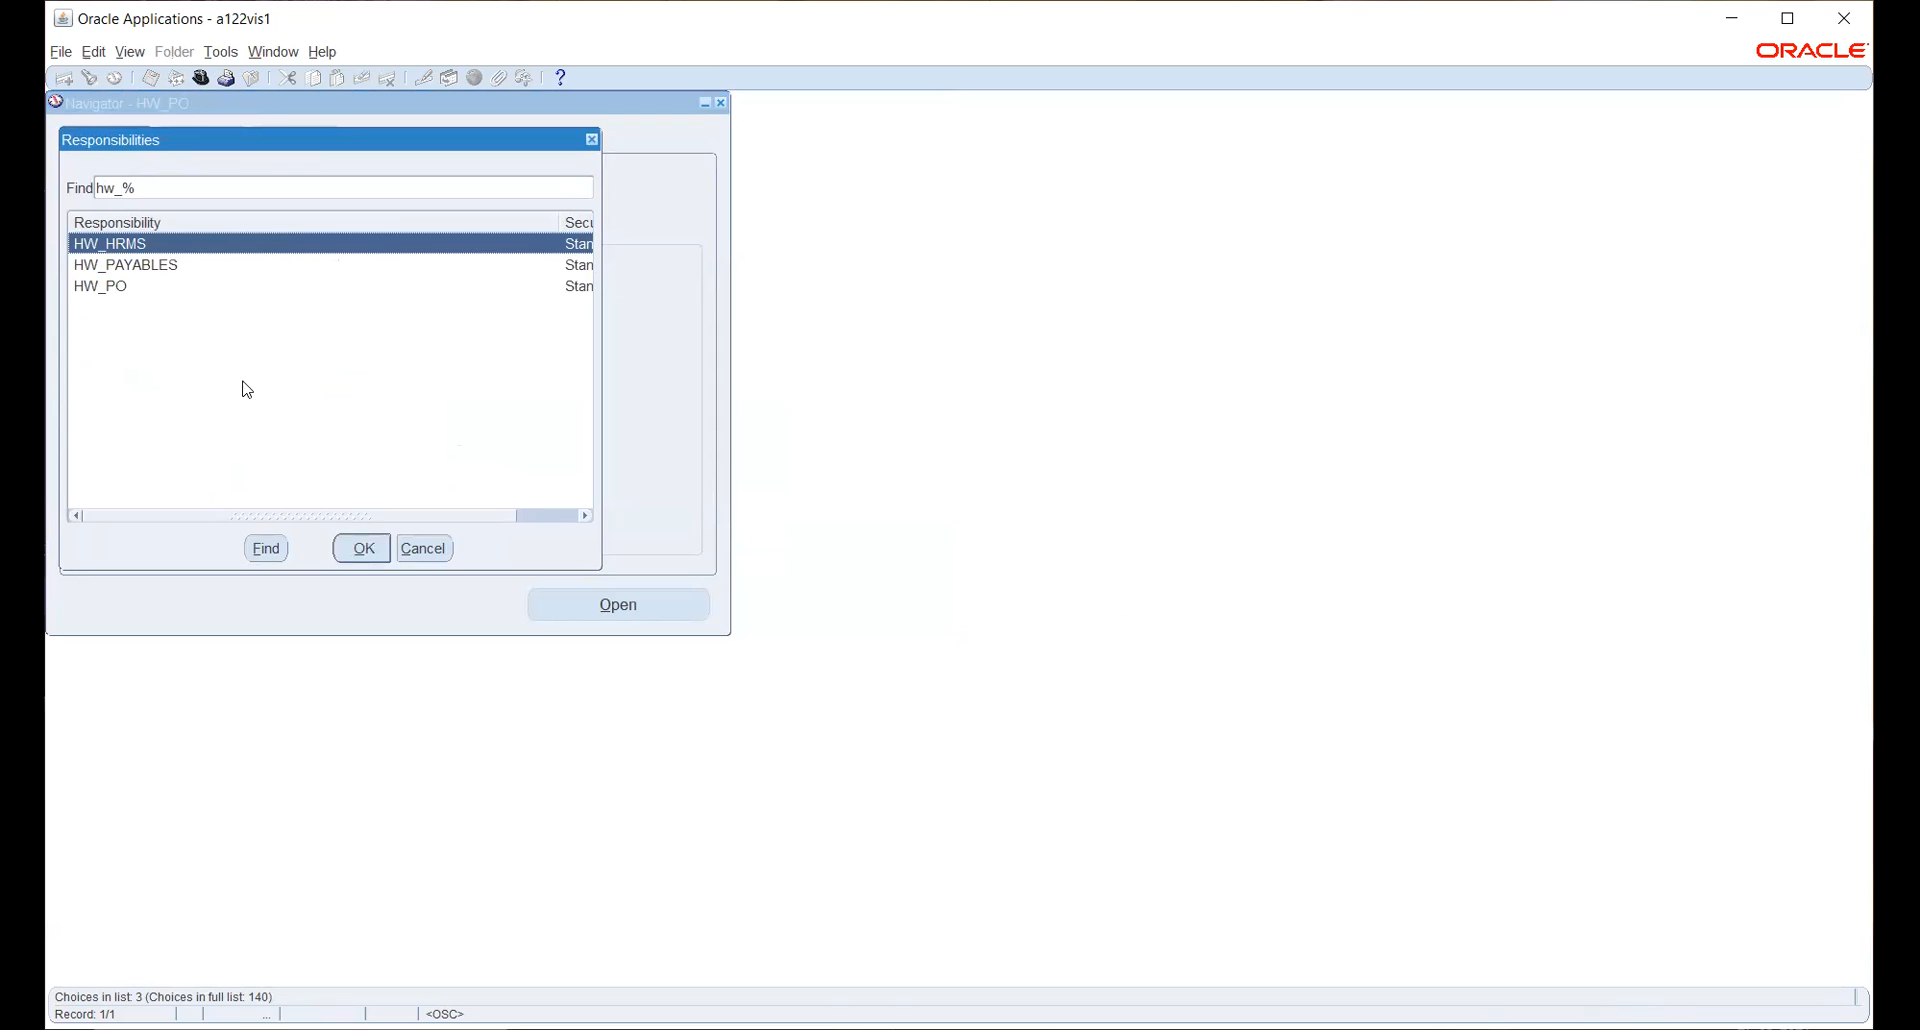 Oracle Applications - a122vis1
File Edit View Folder Tools Window Help
ORACLE
?
Navigator - HW_PO
Responsibilities
Find hw_%
Responsibility Secu
HW_HRMS Stan
HW_PAYABLES Stan
HW_PO Stan
Find OK Cancel
Open
Choices in list: 3 (Choices in full list: 140)
Record: 1/1 ... <OSC>